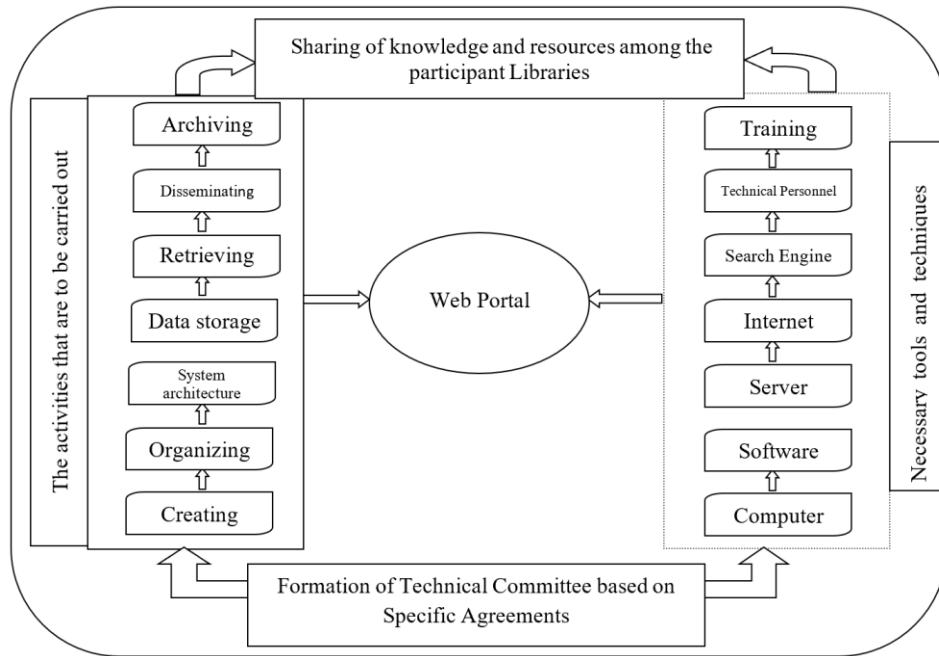 Sharing of knowledge and resources among the
participant Libraries
The activities that are to be carried out
Archiving
Disseminating
Retrieving
Data storage
System
architecture
Organizing
Creating
Web Portal
Training
Technical Personnel
Search Engine
Internet
Server
Software
Computer
Necessary tools and techniques
Formation of Technical Committee based on
Specific Agreements